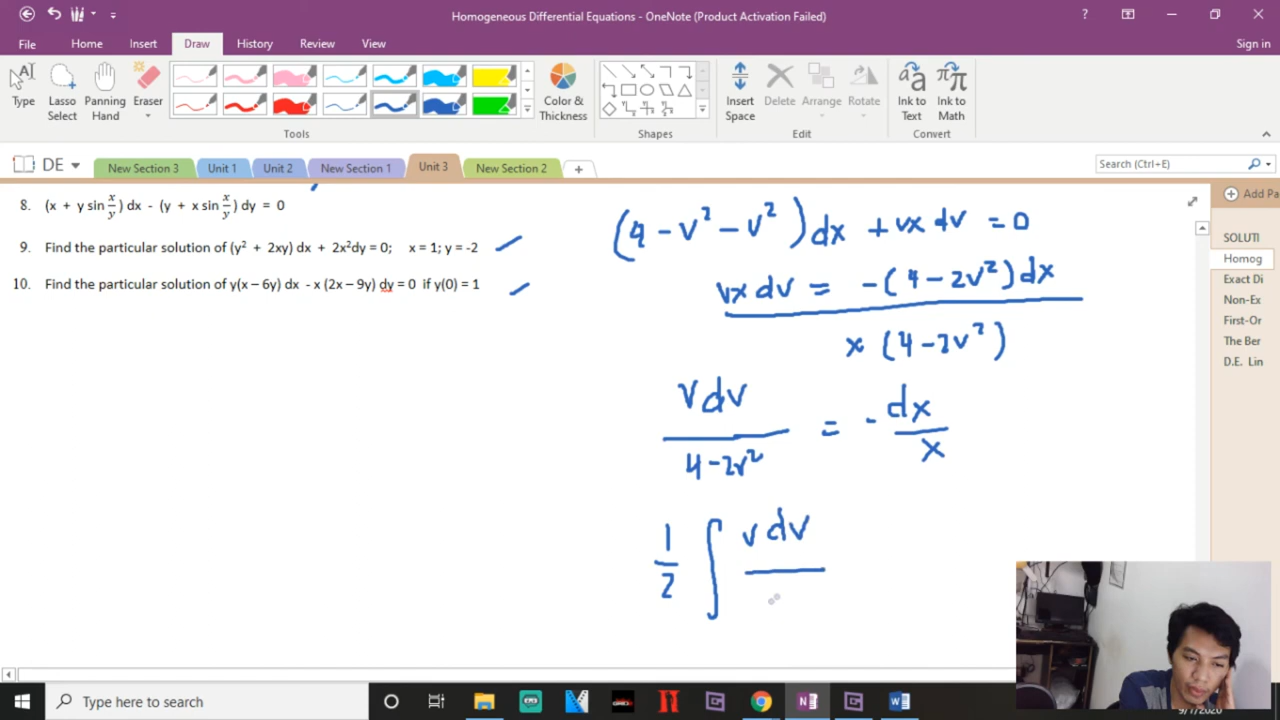 Homogeneous Differential Equations - OneNote (Product Activation Failed)
File Home Insert Draw History Review View Sign in
Type
Lasso Select
Panning Hand
Eraser
Color & Thickness
Insert Space
Delete
Arrange
Rotate
Ink to Text
Ink to Math
Tools
Shapes
Edit
Convert
DE New Section 3 Unit 1 Unit 2 New Section 1 Unit 3 New Section 2
Search (Ctrl+E)
Add Pa
SOLUTI
Homog
Exact Di
Non-Ex
First-Or
The Ber
D.E. Lin
8. (x + y sin x/y) dx - (y + x sin x/y) dy = 0
9. Find the particular solution of (y² + 2xy) dx + 2x²dy = 0; x = 1; y = -2
10. Find the particular solution of y(x – 6y) dx - x (2x – 9y) dy = 0 if y(0) = 1
(4 - v² - v²) dx + vx dv = 0
vx dv = -(4 - 2v²) dx
x (4 - 2v²)
v dv / 4 - 2v² = - dx / x
1/2 ∫ v dv
Type here to search
9/7/2020